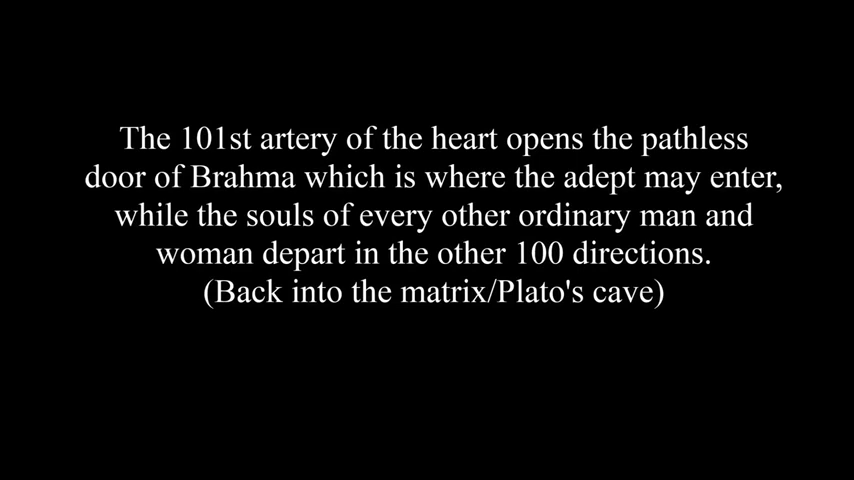 The 101st artery of the heart opens the pathless
door of Brahma which is where the adept may enter,
while the souls of every other ordinary man and
woman depart in the other 100 directions.
(Back into the matrix/Plato's cave)